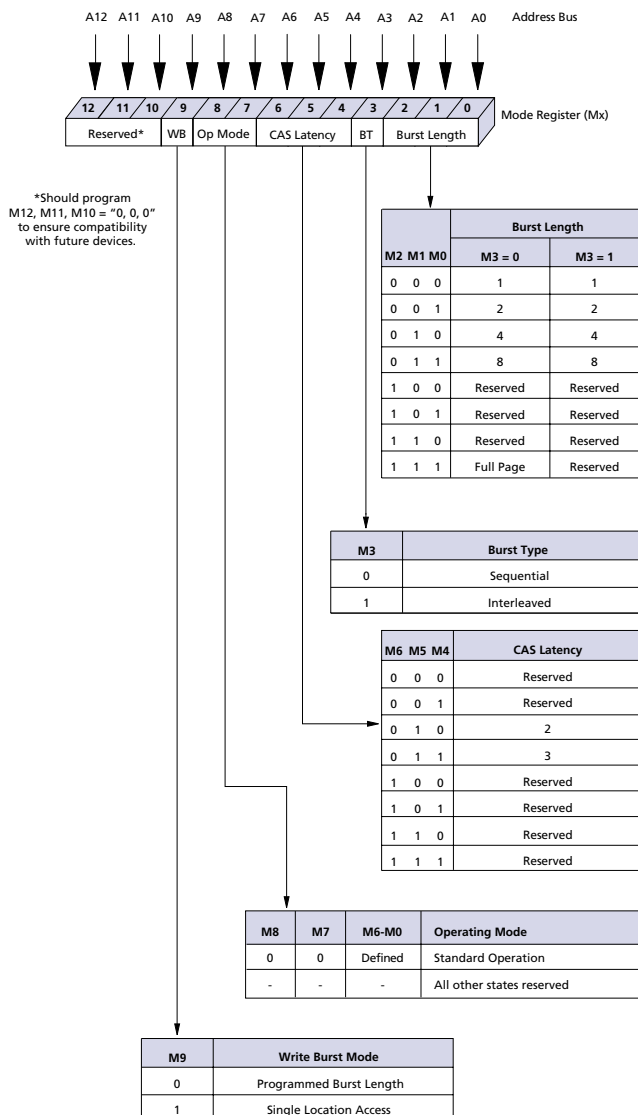 A12 A11 A10 A9 A8 A7 A6 A5 A4 A3 A2 A1 A0 Address Bus
12 11 10 9 8 7 6 5 4 3 2 1 0
Mode Register (Mx)
Reserved* WB Op Mode CAS Latency BT Burst Length
*Should program
M12, M11, M10 = “0, 0, 0”
to ensure compatibility
with future devices.
Burst Length
M2 M1 M0 M3 = 0 M3 = 1
0 0 0 1 1
0 0 1 2 2
0 1 0 4 4
0 1 1 8 8
1 0 0 Reserved Reserved
1 0 1 Reserved Reserved
1 1 0 Reserved Reserved
1 1 1 Full Page Reserved
M3 Burst Type
0 Sequential
1 Interleaved
M6 M5 M4 CAS Latency
0 0 0 Reserved
0 0 1 Reserved
0 1 0 2
0 1 1 3
1 0 0 Reserved
1 0 1 Reserved
1 1 0 Reserved
1 1 1 Reserved
M8 M7 M6-M0 Operating Mode
0 0 Defined Standard Operation
- - - All other states reserved
M9 Write Burst Mode
0 Programmed Burst Length
1 Single Location Access